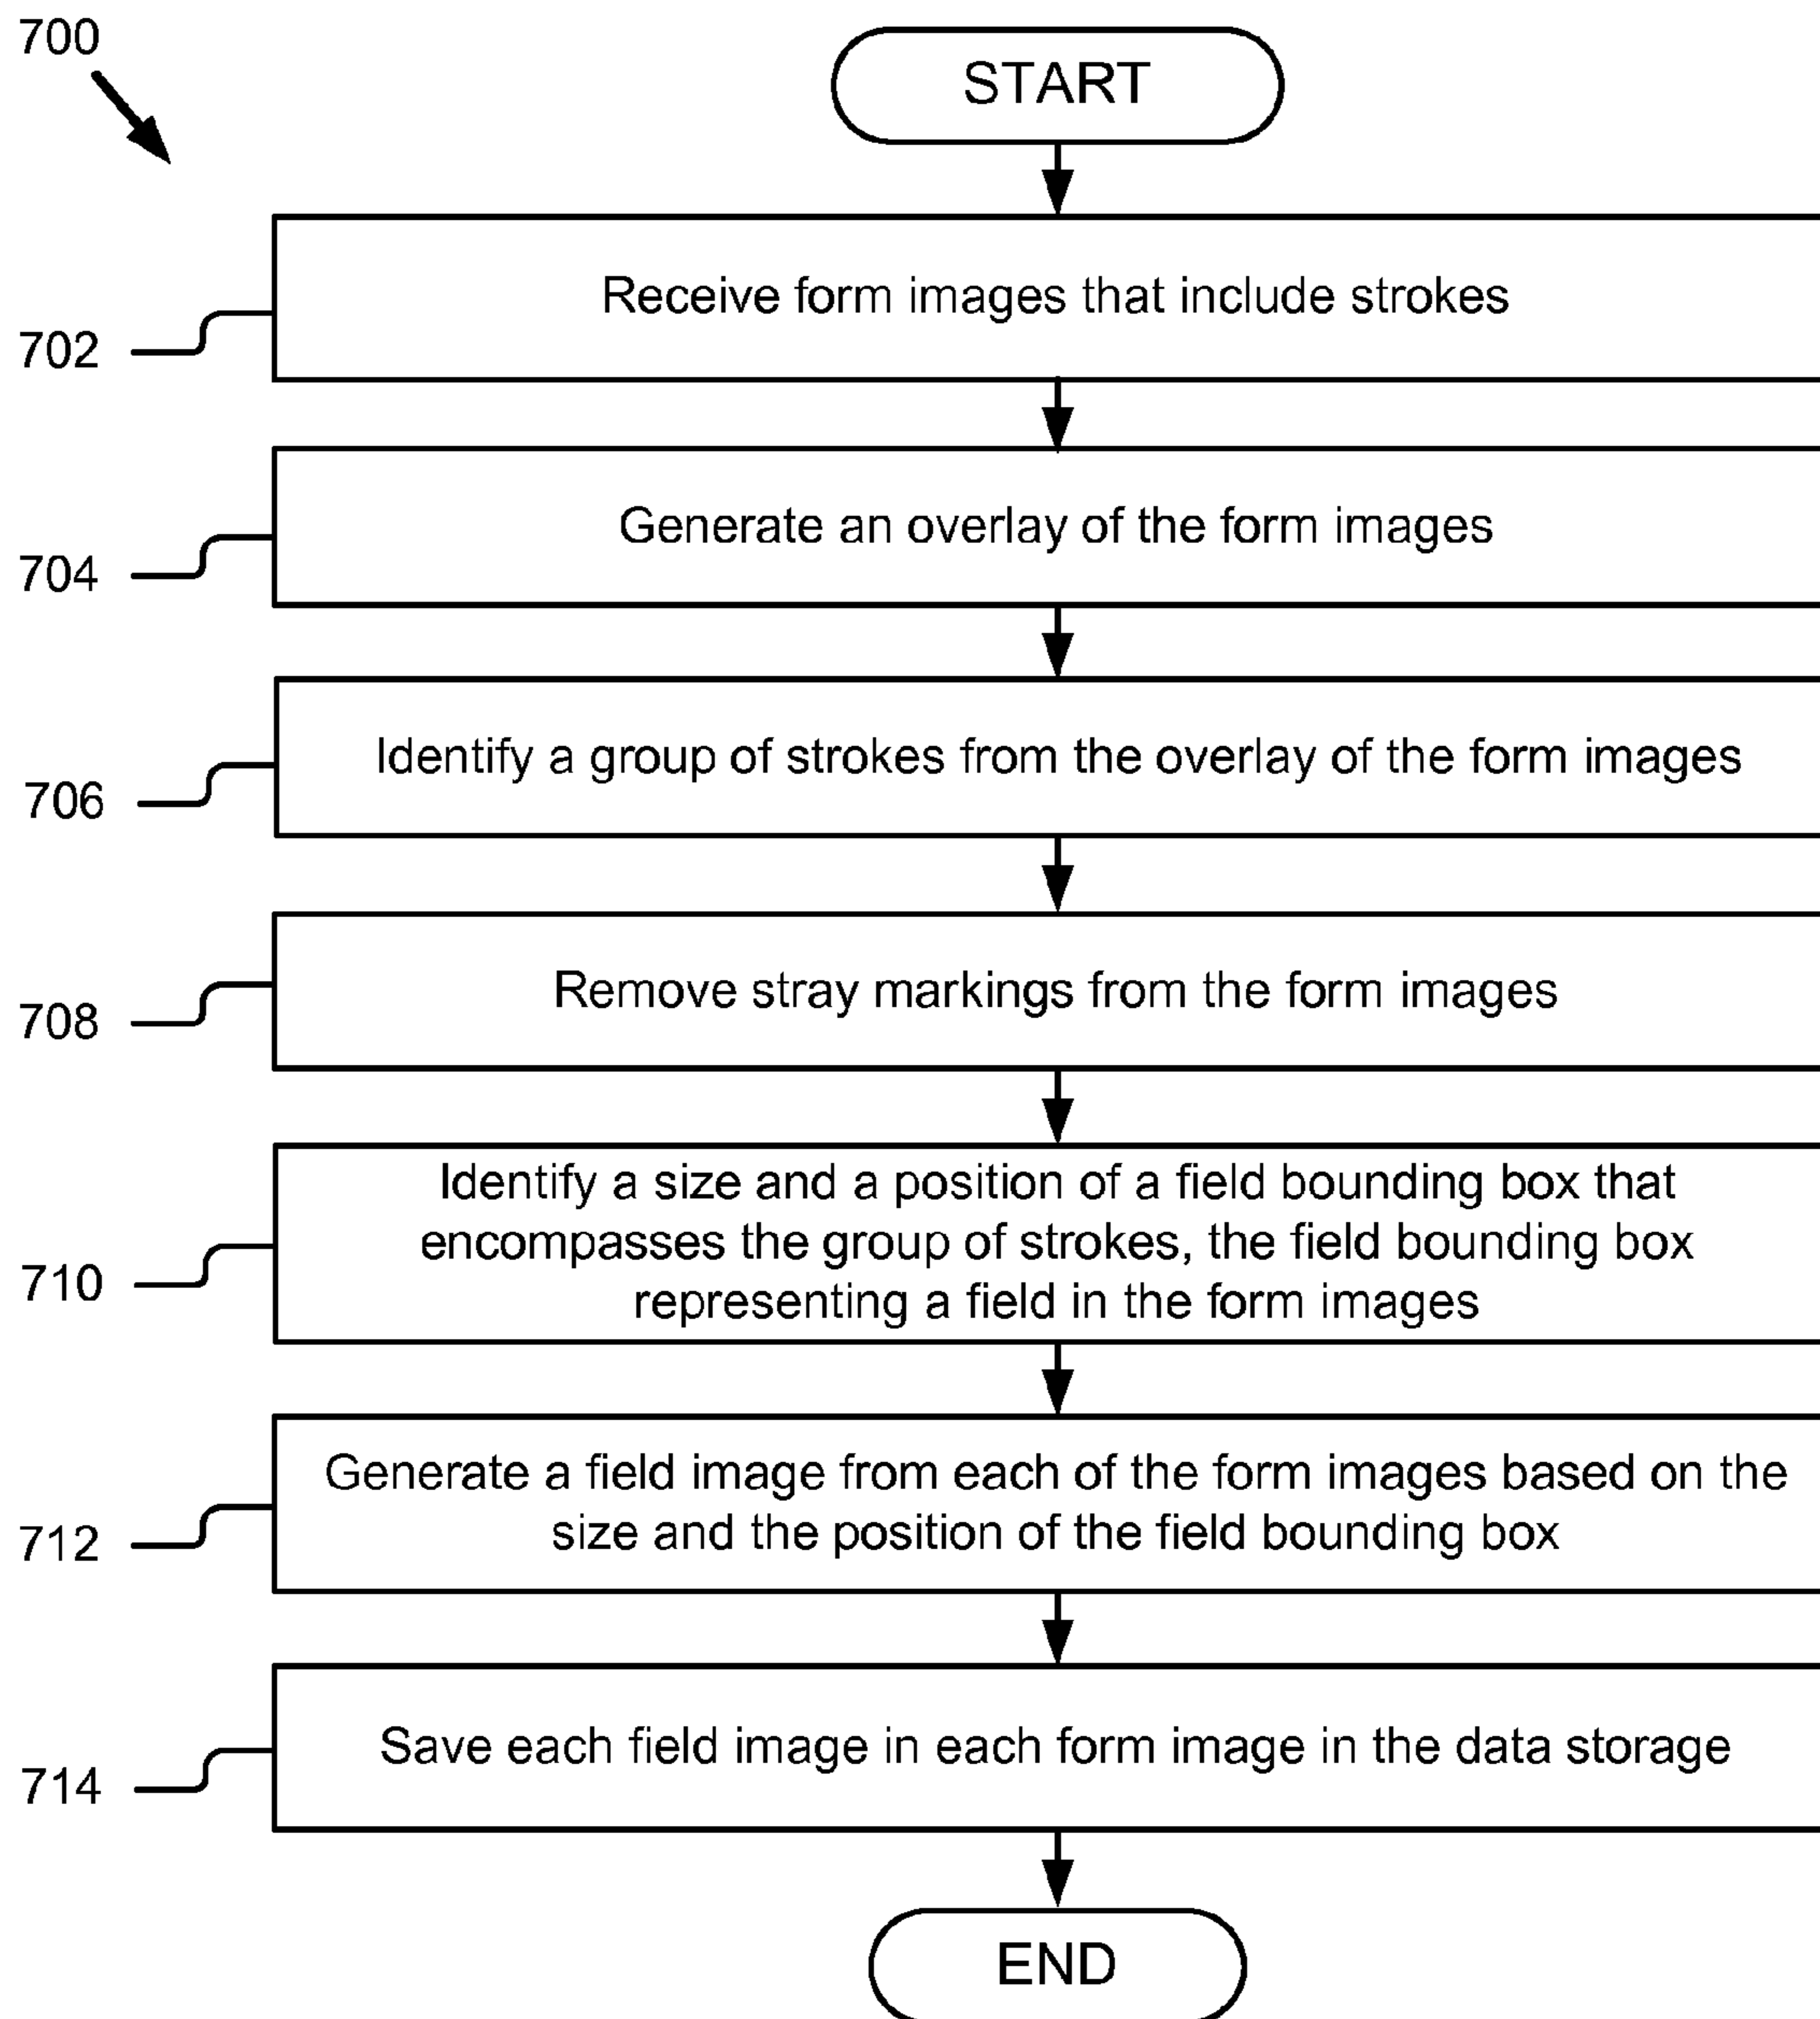 700
START
Receive form images that include strokes
702
Generate an overlay of the form images
704
Identify a group of strokes from the overlay of the form images
706
Remove stray markings from the form images
708
Identify a size and a position of a field bounding box that
encompasses the group of strokes, the field bounding box
representing a field in the form images
710
Generate a field image from each of the form images based on the
size and the position of the field bounding box
712
Save each field image in each form image in the data storage
714
END